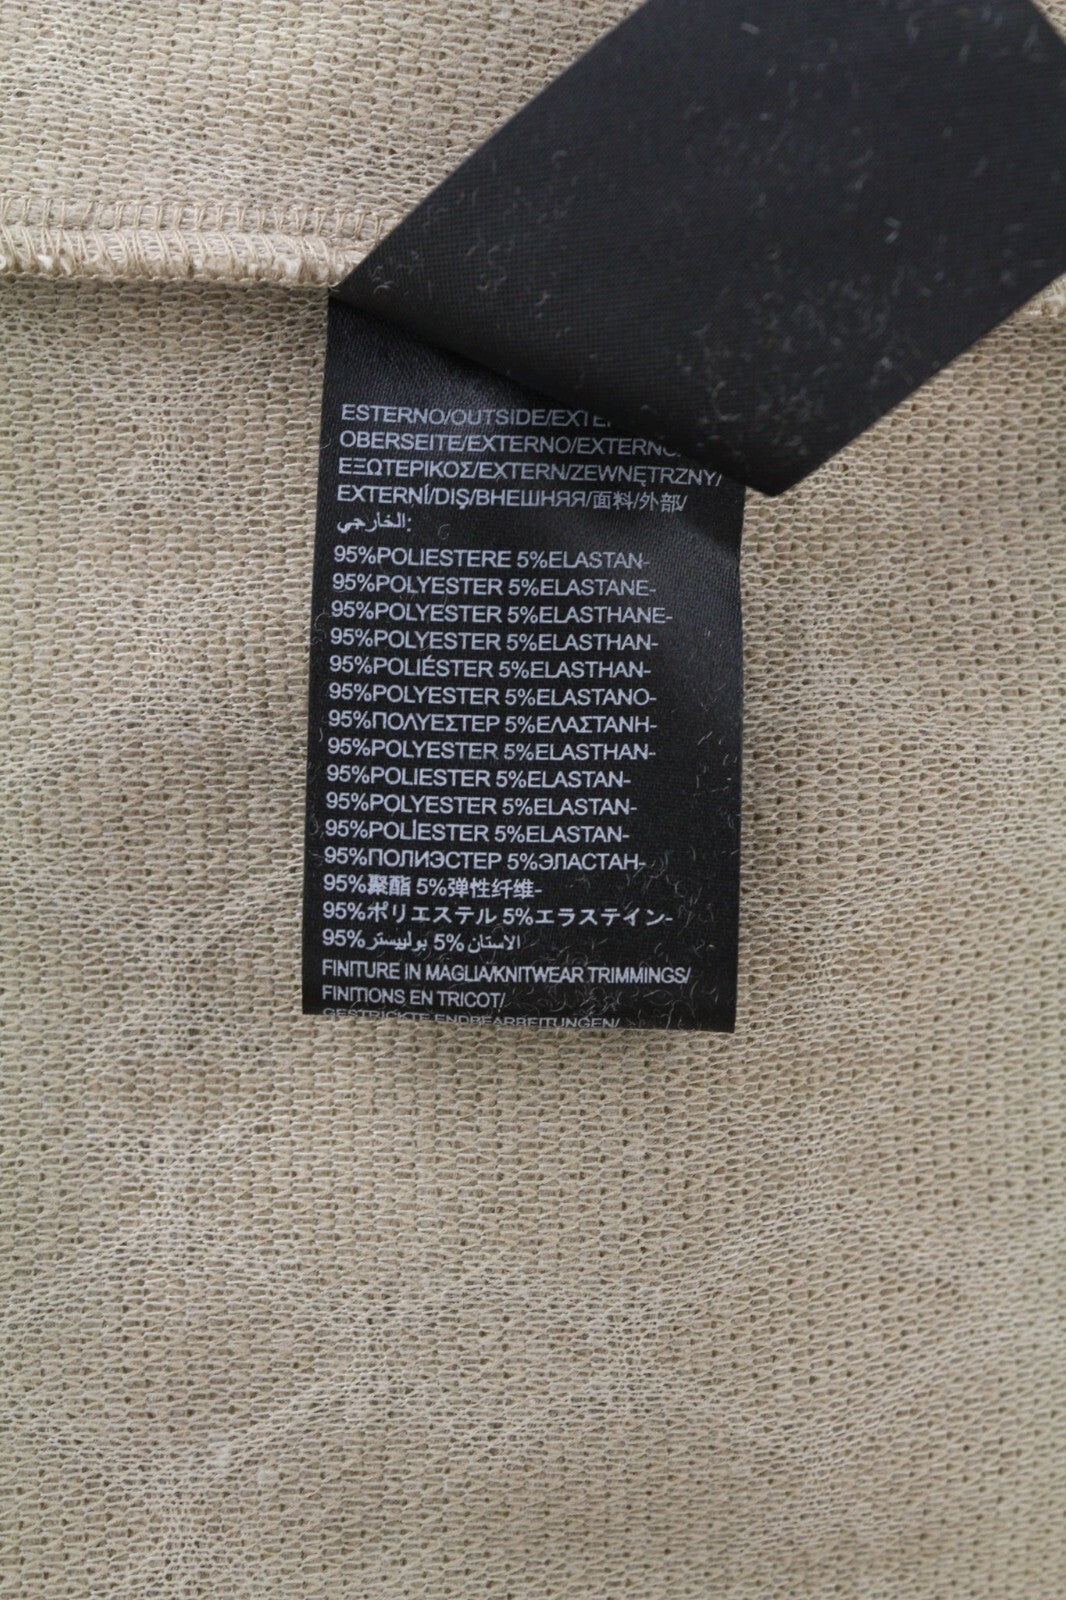 ESTERNO/OUTSIDE/
OBERSEITE/EXTERNO/EXTERNO/
ΕΞΩΤΕΡΙΚΟΣ/EXTERN/ZEWNĘTRZNY/
EXTERNÍ/DIŞ/ВНЕШНЯЯ/面料/外部/
الخارجي:
95%POLIESTERE 5%ELASTAN-
95%POLYESTER 5%ELASTANE-
95%POLYESTER 5%ELASTHANE-
95%POLYESTER 5%ELASTHAN-
95%POLIÉSTER 5%ELASTHAN-
95%POLYESTER 5%ELASTANO-
95%ΠΟΛΥΕΣΤΕΡ 5%ΕΛΑΣΤΑΝΗ-
95%POLYESTER 5%ELASTHAN-
95%POLIESTER 5%ELASTAN-
95%POLYESTER 5%ELASTAN-
95%POLİESTER 5%ELASTAN-
95%ПОЛИЭСТЕР 5%ЭЛАСТАН-
95%聚酯 5%弹性纤维-
95%ポリエステル 5%エラステイン-
95%بولييستر 5%الاستان
FINITURE IN MAGLIA/KNITWEAR TRIMMINGS/
FINITIONS EN TRICOT/
GESTRICKTE ENDBEARBEITUNGEN/